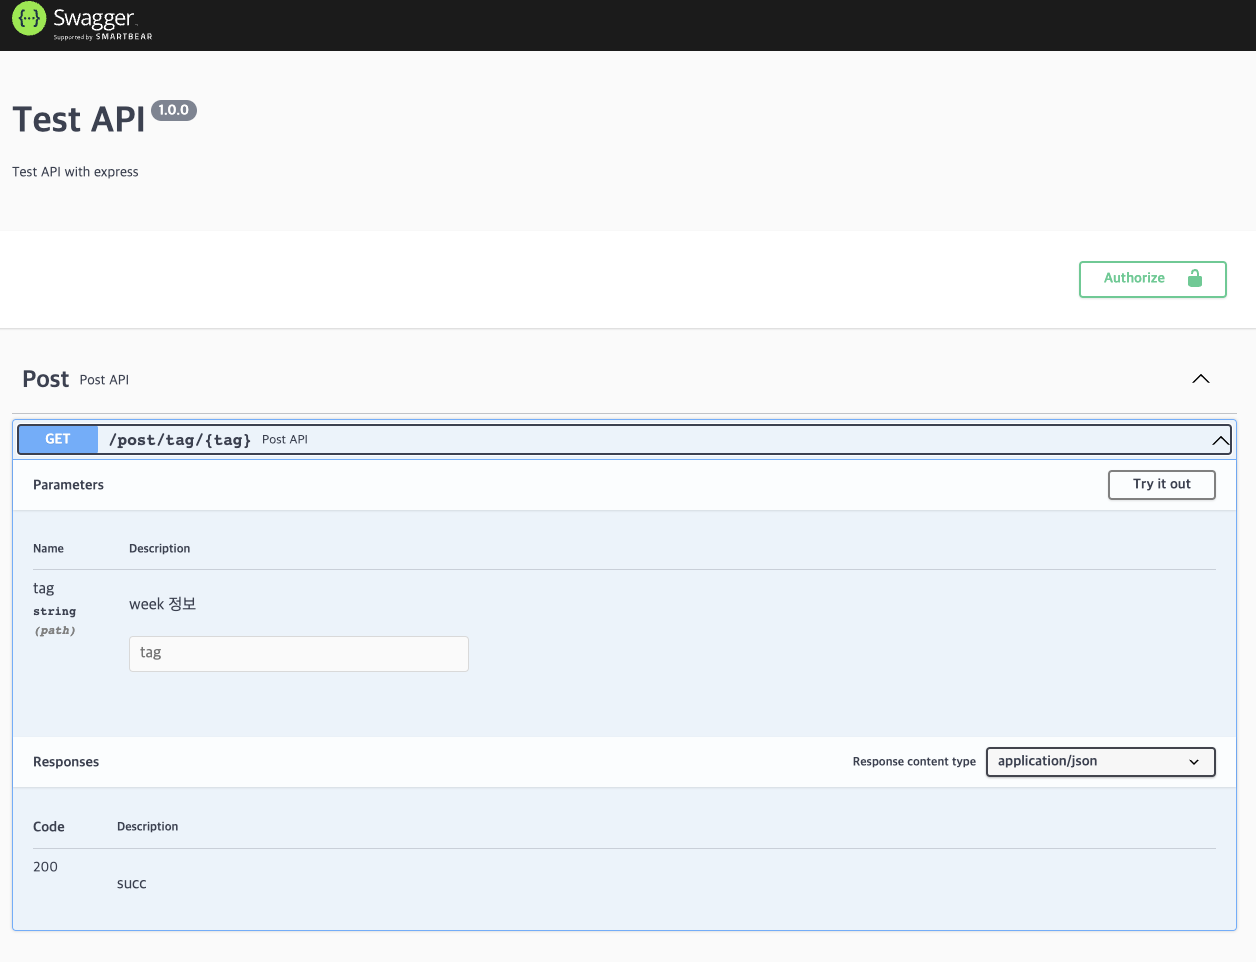 Swagger
Supported by SMARTBEAR
Test API 1.0.0
Test API with express
Authorize
Post Post API
GET /post/tag/{tag} Post API
Parameters Try it out
Name Description
tag
string
(path)
week 정보
tag
Responses Response content type application/json
Code Description
200
succ